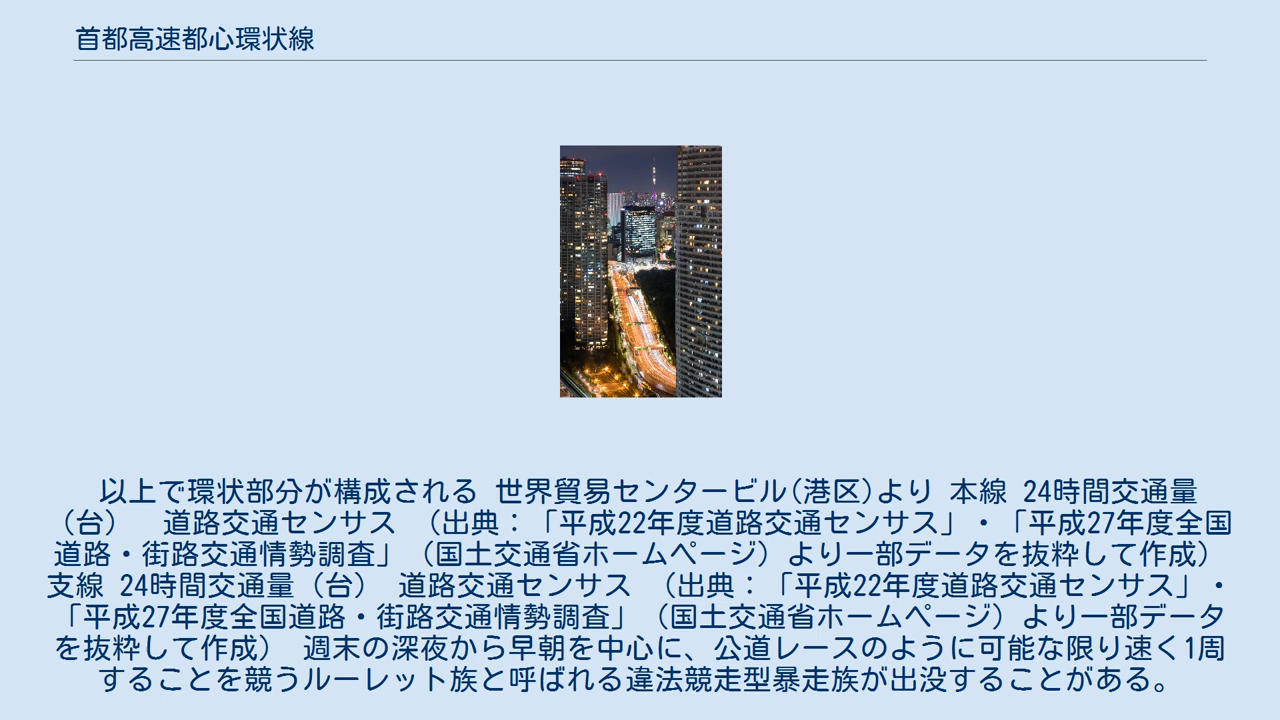 首都高速都心環状線
以上で環状部分が構成される 世界貿易センタービル(港区)より 本線 24時間交通量
（台） 道路交通センサス （出典：「平成22年度道路交通センサス」・「平成27年度全国
道路・街路交通情勢調査」（国土交通省ホームページ）より一部データを抜粋して作成）
支線 24時間交通量（台） 道路交通センサス （出典：「平成22年度道路交通センサス」・
「平成27年度全国道路・街路交通情勢調査」（国土交通省ホームページ）より一部データ
を抜粋して作成） 週末の深夜から早朝を中心に、公道レースのように可能な限り速く1周
することを競うルーレット族と呼ばれる違法競走型暴走族が出没することがある。